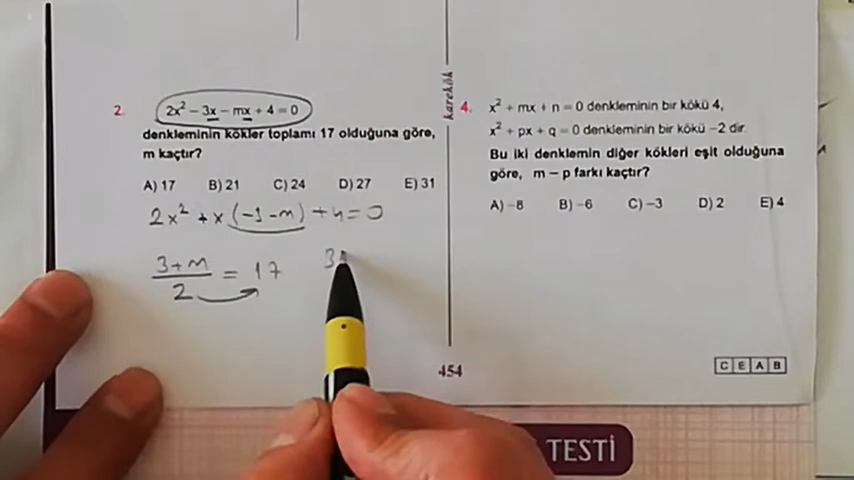 2. 2x² – 3x – mx + 4 = 0
denkleminin kökler toplamı 17 olduğuna göre,
m kaçtır?
A) 17 B) 21 C) 24 D) 27 E) 31
2x² + x (-3-m) + 4 = 0
3+m
2
= 17
3
karekök
4. x² + mx + n = 0 denkleminin bir kökü 4,
x² + px + q = 0 denkleminin bir kökü –2 dir.
Bu iki denklemin diğer kökleri eşit olduğuna
göre, m – p farkı kaçtır?
A) –8 B) –6 C) –3 D) 2 E) 4
454
C E A B
TESTİ